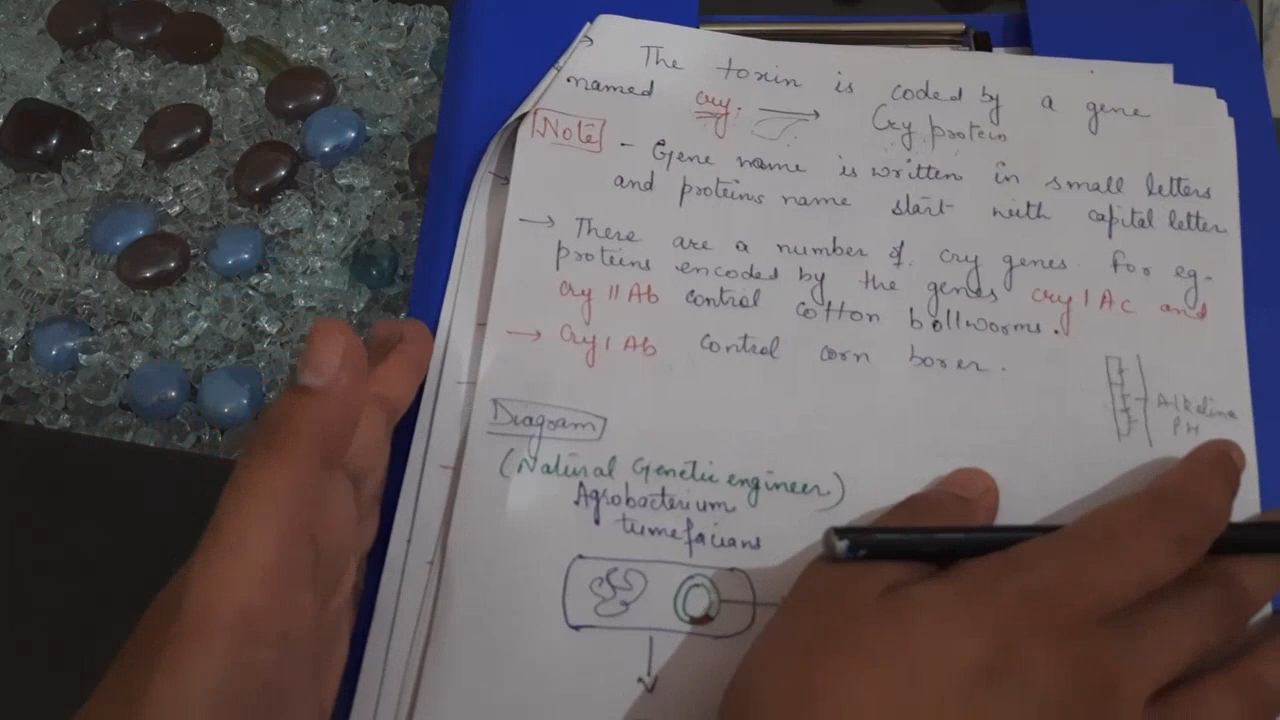 The toxin is coded by a gene
named cry. → Cry protein
Note - Gene name is written in small letters
and proteins name start with capital letter
→ There are a number of cry genes. For eg-
proteins encoded by the genes cry I Ac and
cry II Ab control cotton bollworms.
→ Cry I Ab control corn borer.
Alkaline
PH
Diagram
(Natural Genetic engineer)
Agrobacterium
tumefacians